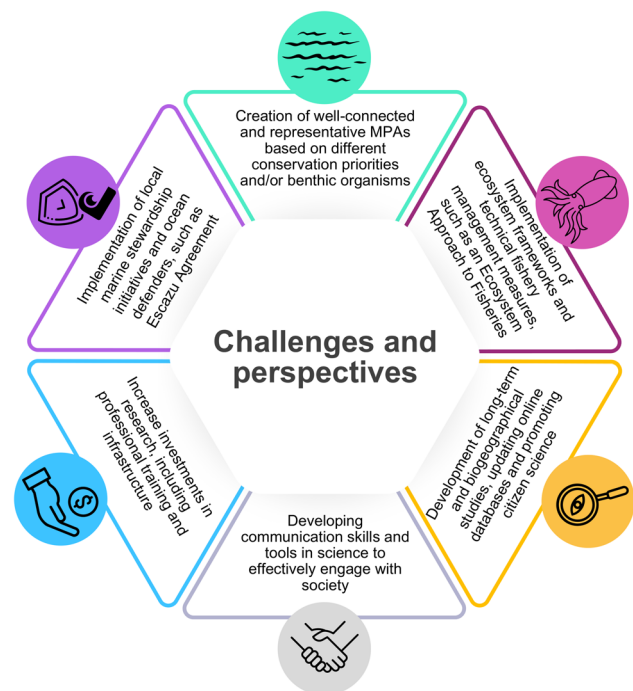 Creation of well-connected
and representative MPAs
based on different
conservation priorities
and/or benthic organisms
Implementation of
ecosystem frameworks and
technical fishery
management measures,
such as an Ecosystem
Approach to Fisheries
Development of long-term
and biogeographical
studies, updating online
databases and promoting
citizen science
Developing
communication skills and
tools in science to
effectively engage with
society
Increase investments in
research, including
professional training and
infrastructure
Implementation of local
marine stewardship
initiatives and ocean
defenders, such as
Escazu Agreement
Challenges and
perspectives
$